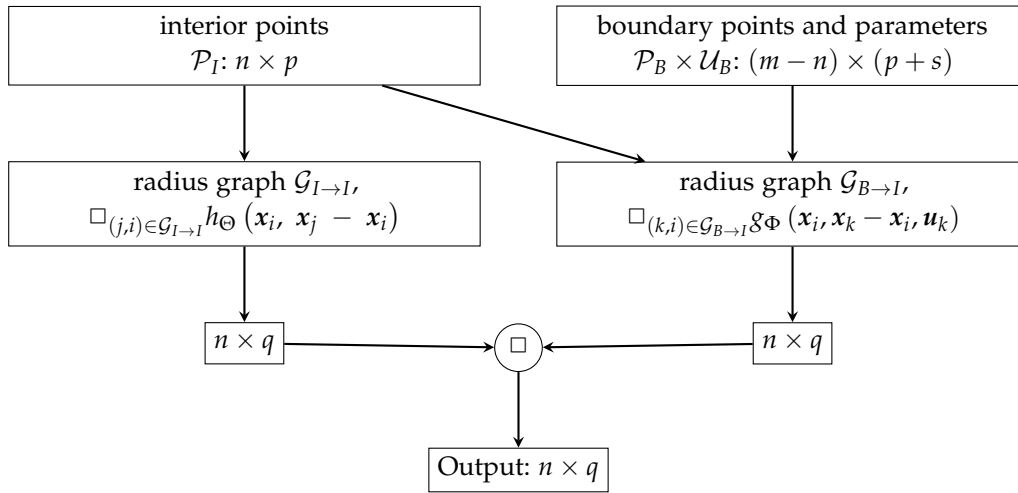 interior points
𝒫_I: n × p
boundary points and parameters
𝒫_B × 𝒰_B: (m − n) × (p + s)
radius graph 𝒢_{I→I},
□_{(j,i)∈𝒢_{I→I}} h_Θ (x_i, x_j − x_i)
radius graph 𝒢_{B→I},
□_{(k,i)∈𝒢_{B→I}} g_Φ (x_i, x_k − x_i, u_k)
n × q
□
n × q
Output: n × q